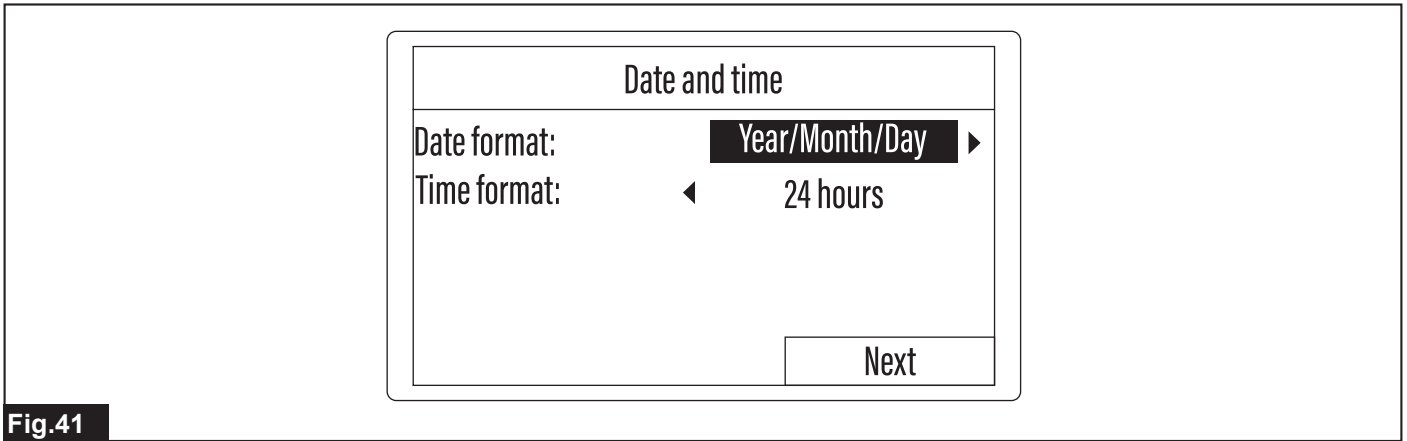 Date and time
Date format: Year/Month/Day
Time format: 24 hours
Next
Fig.41